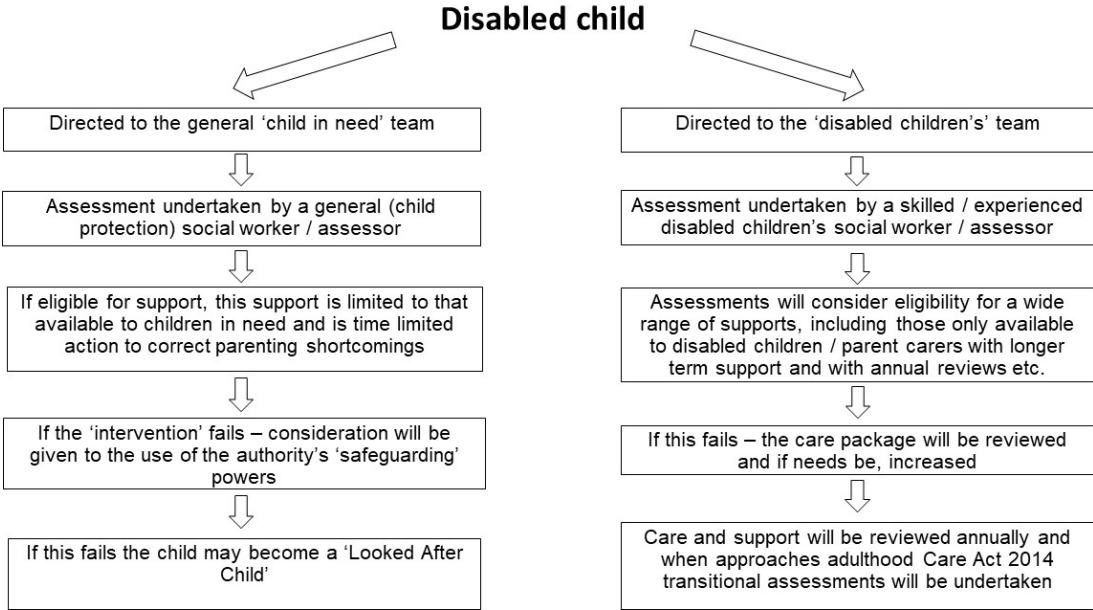 Disabled child
Directed to the general ‘child in need’ team
Assessment undertaken by a general (child
protection) social worker / assessor
If eligible for support, this support is limited to that
available to children in need and is time limited
action to correct parenting shortcomings
If the ‘intervention’ fails – consideration will be
given to the use of the authority’s ‘safeguarding’
powers
If this fails the child may become a ‘Looked After
Child’
Directed to the ‘disabled children’s’ team
Assessment undertaken by a skilled / experienced
disabled children’s social worker / assessor
Assessments will consider eligibility for a wide
range of supports, including those only available
to disabled children / parent carers with longer
term support and with annual reviews etc.
If this fails – the care package will be reviewed
and if needs be, increased
Care and support will be reviewed annually and
when approaches adulthood Care Act 2014
transitional assessments will be undertaken